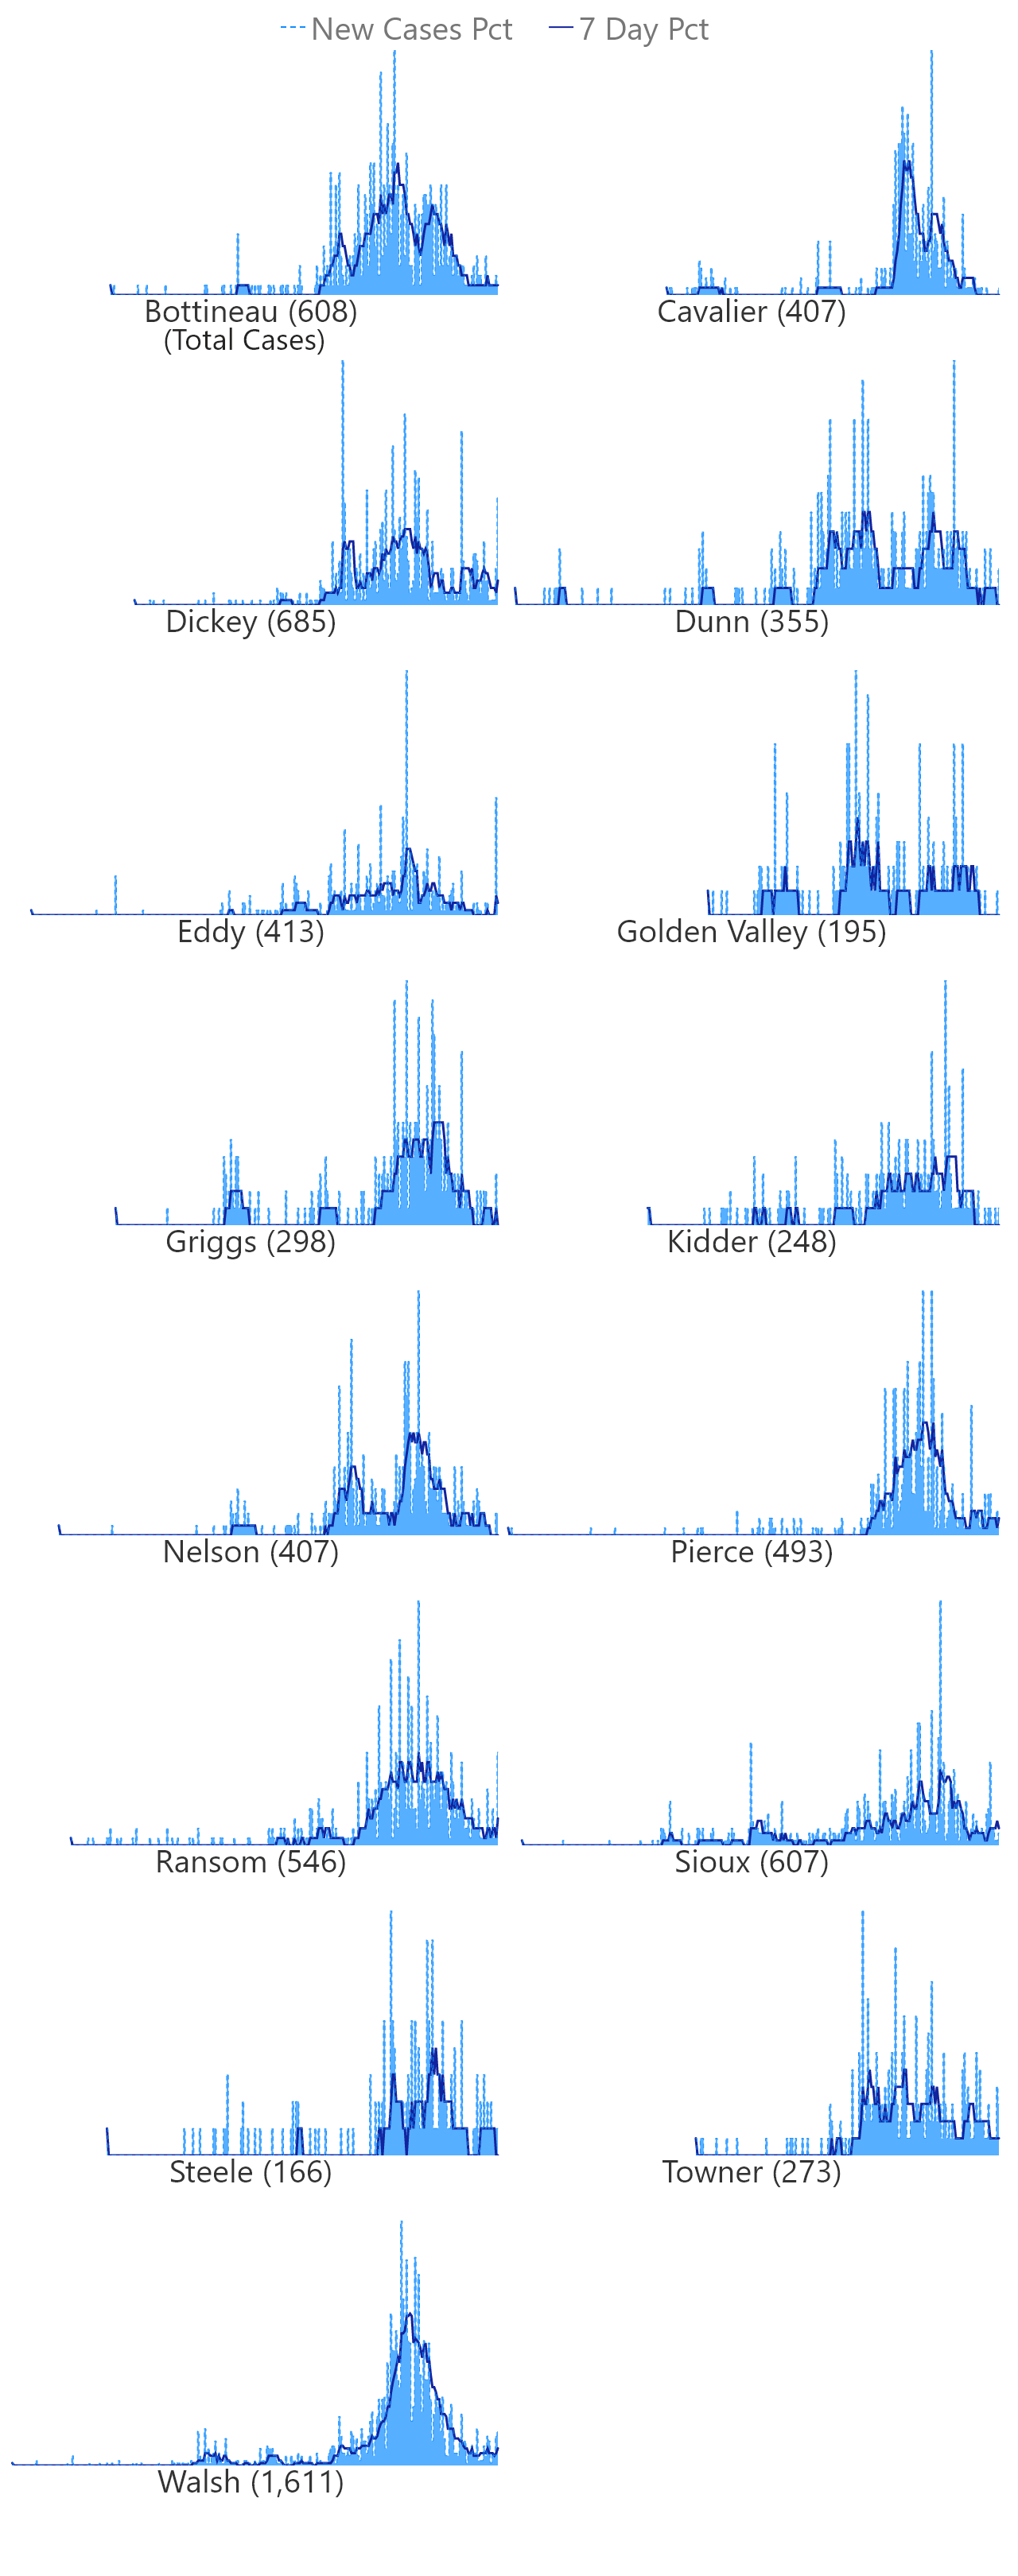 New Cases Pct 7 Day Pct
Bottineau (608)
(Total Cases)
Cavalier (407)
Dickey (685)
Dunn (355)
Eddy (413)
Golden Valley (195)
Griggs (298)
Kidder (248)
Nelson (407)
Pierce (493)
Ransom (546)
Sioux (607)
Steele (166)
Towner (273)
Walsh (1,611)